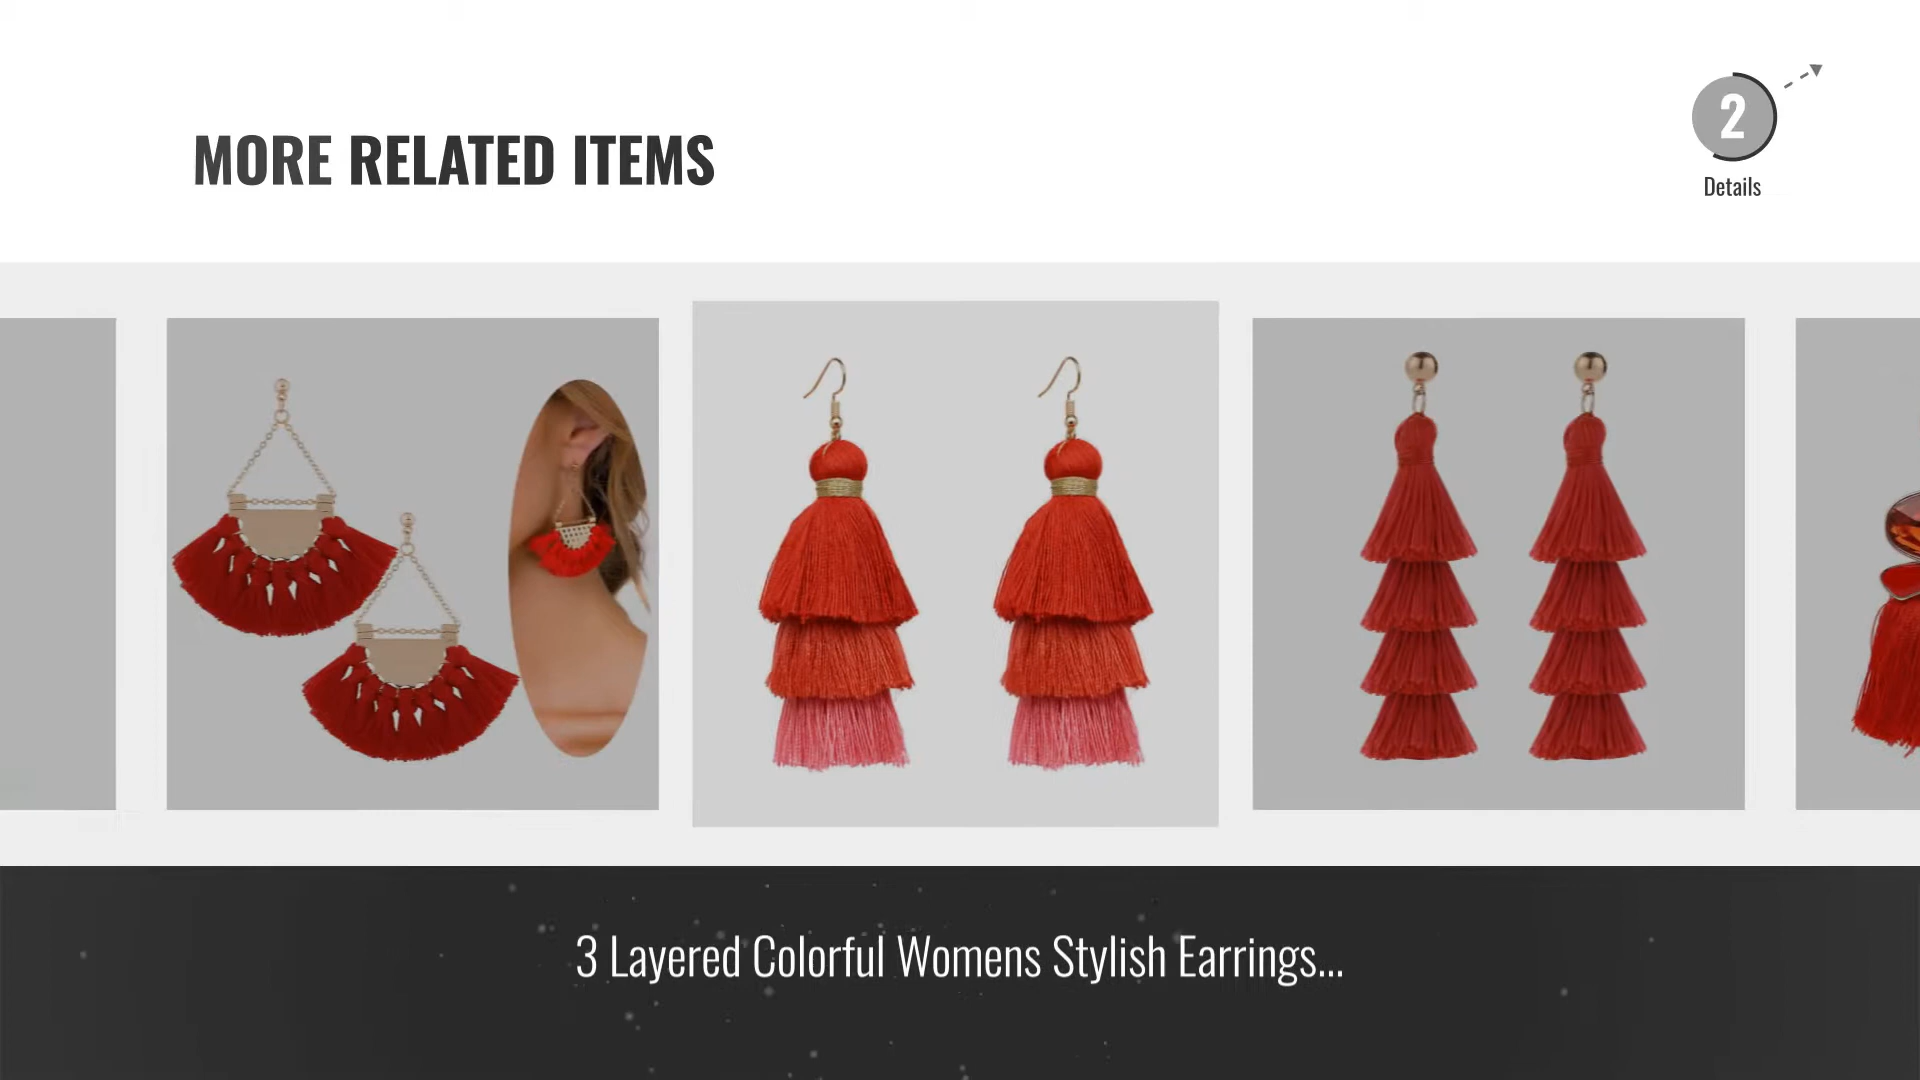 MORE RELATED ITEMS
2
Details
3 Layered Colorful Womens Stylish Earrings...